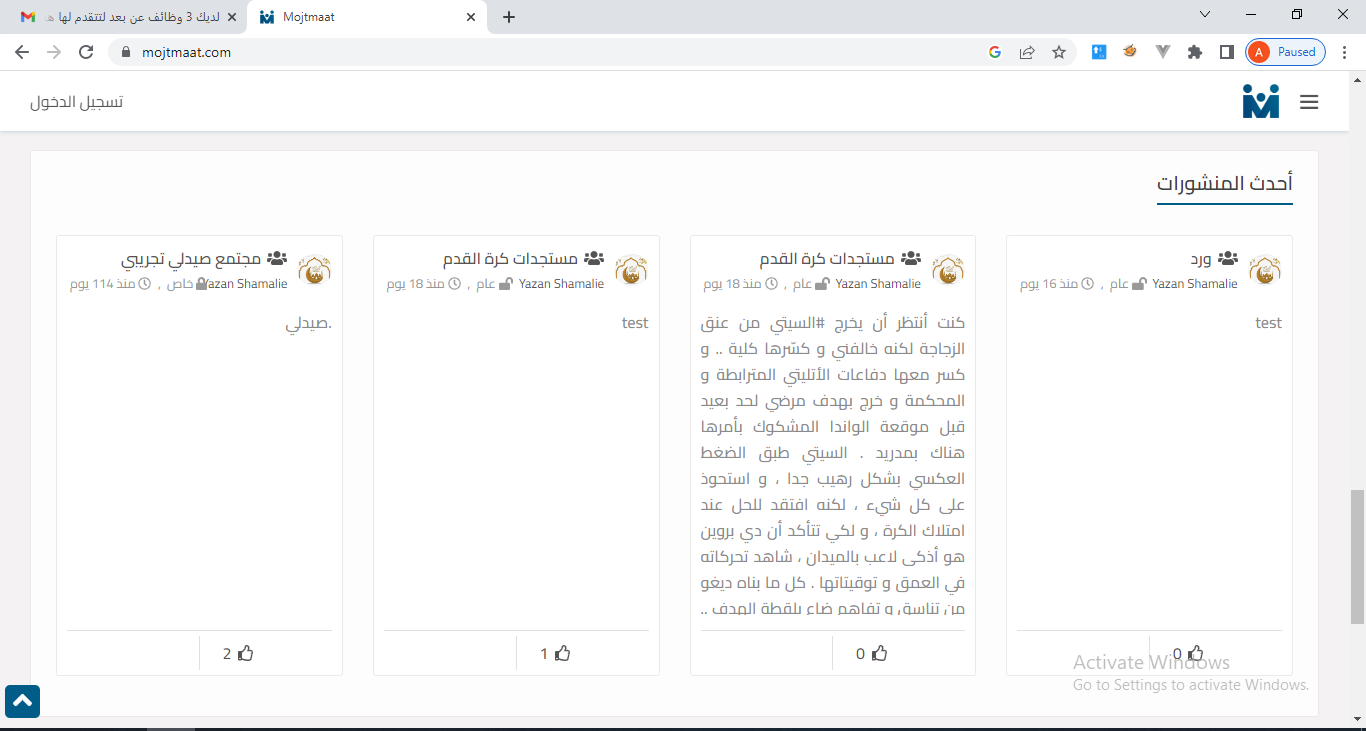 لديك 3 وظائف عن بعد لتتقدم لها
Mojtmaat
mojtmaat.com
A Paused
تسجيل الدخول
أحدث المنشورات
ورد
Yazan Shamalie عام , منذ 16 يوم
test
0
مستجدات كرة القدم
Yazan Shamalie عام , منذ 18 يوم
كنت أنتظر أن يخرج #السيتي من عنق
الزجاجة لكنه خالفني و كسّرها كلية .. و
كسر معها دفاعات الأتليتي المترابطة و
المحكمة و خرج بهدف مرضي لحد بعيد
قبل موقعة الواندا المشكوك بأمرها
هناك بمدريد . السيتي طبق الضغط
العكسي بشكل رهيب جدا ، و استحوذ
على كل شيء ، لكنه افتقد للحل عند
امتلاك الكرة ، و لكي تتأكد أن دي بروين
هو أذكى لاعب بالميدان ، شاهد تحركاته
في العمق و توقيتاتها . كل ما بناه ديغو
من تناسق و تفاهم ضاع بلقطة الهدف ..
0
مستجدات كرة القدم
Yazan Shamalie عام , منذ 18 يوم
test
1
مجتمع صيدلي تجريبي
Yazan Shamalie خاص , منذ 114 يوم
صيدلي.
2
Activate Windows
Go to Settings to activate Windows.